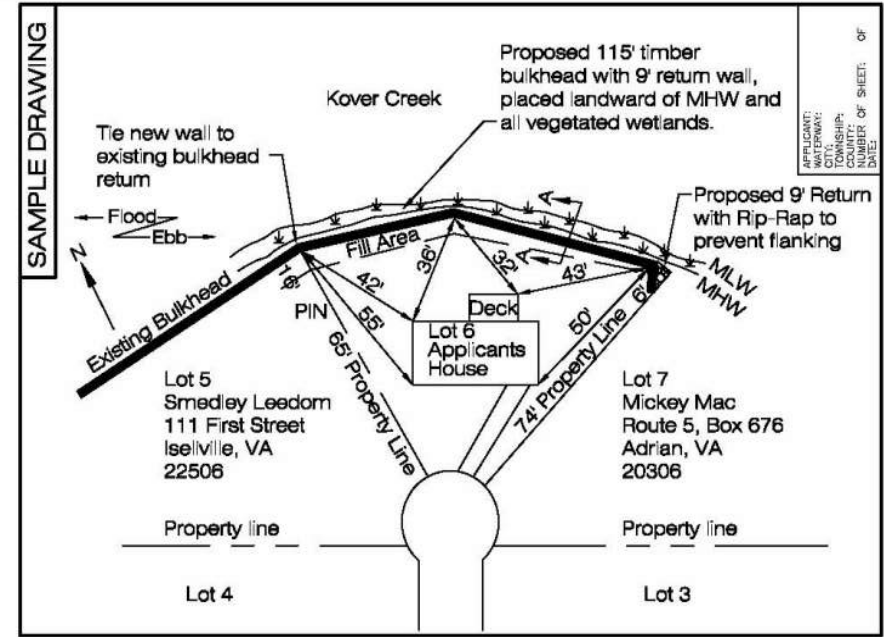 SAMPLE DRAWING
APPLICANT:
WATERWAY:
CITY:
TOWNSHIP:
COUNTY:
NUMBER OF SHEET: OF
DATE:
Kover Creek
Proposed 115' timber
bulkhead with 9' return wall,
placed landward of MHW and
all vegetated wetlands.
Tie new wall to
existing bulkhead
return
Proposed 9' Return
with Rip-Rap to
prevent flanking
Flood
Ebb
N
A
A
MLW
MHW
Fill Area
Existing Bulkhead
16'
PIN
42'
55'
36'
32'
43'
6'
50'
Deck
Lot 6
Applicants
House
65' Property Line
74' Property Line
Lot 5
Smedley Leedom
111 First Street
Isellville, VA
22506
Lot 7
Mickey Mac
Route 5, Box 676
Adrian, VA
20306
Property line
Property line
Lot 4
Lot 3